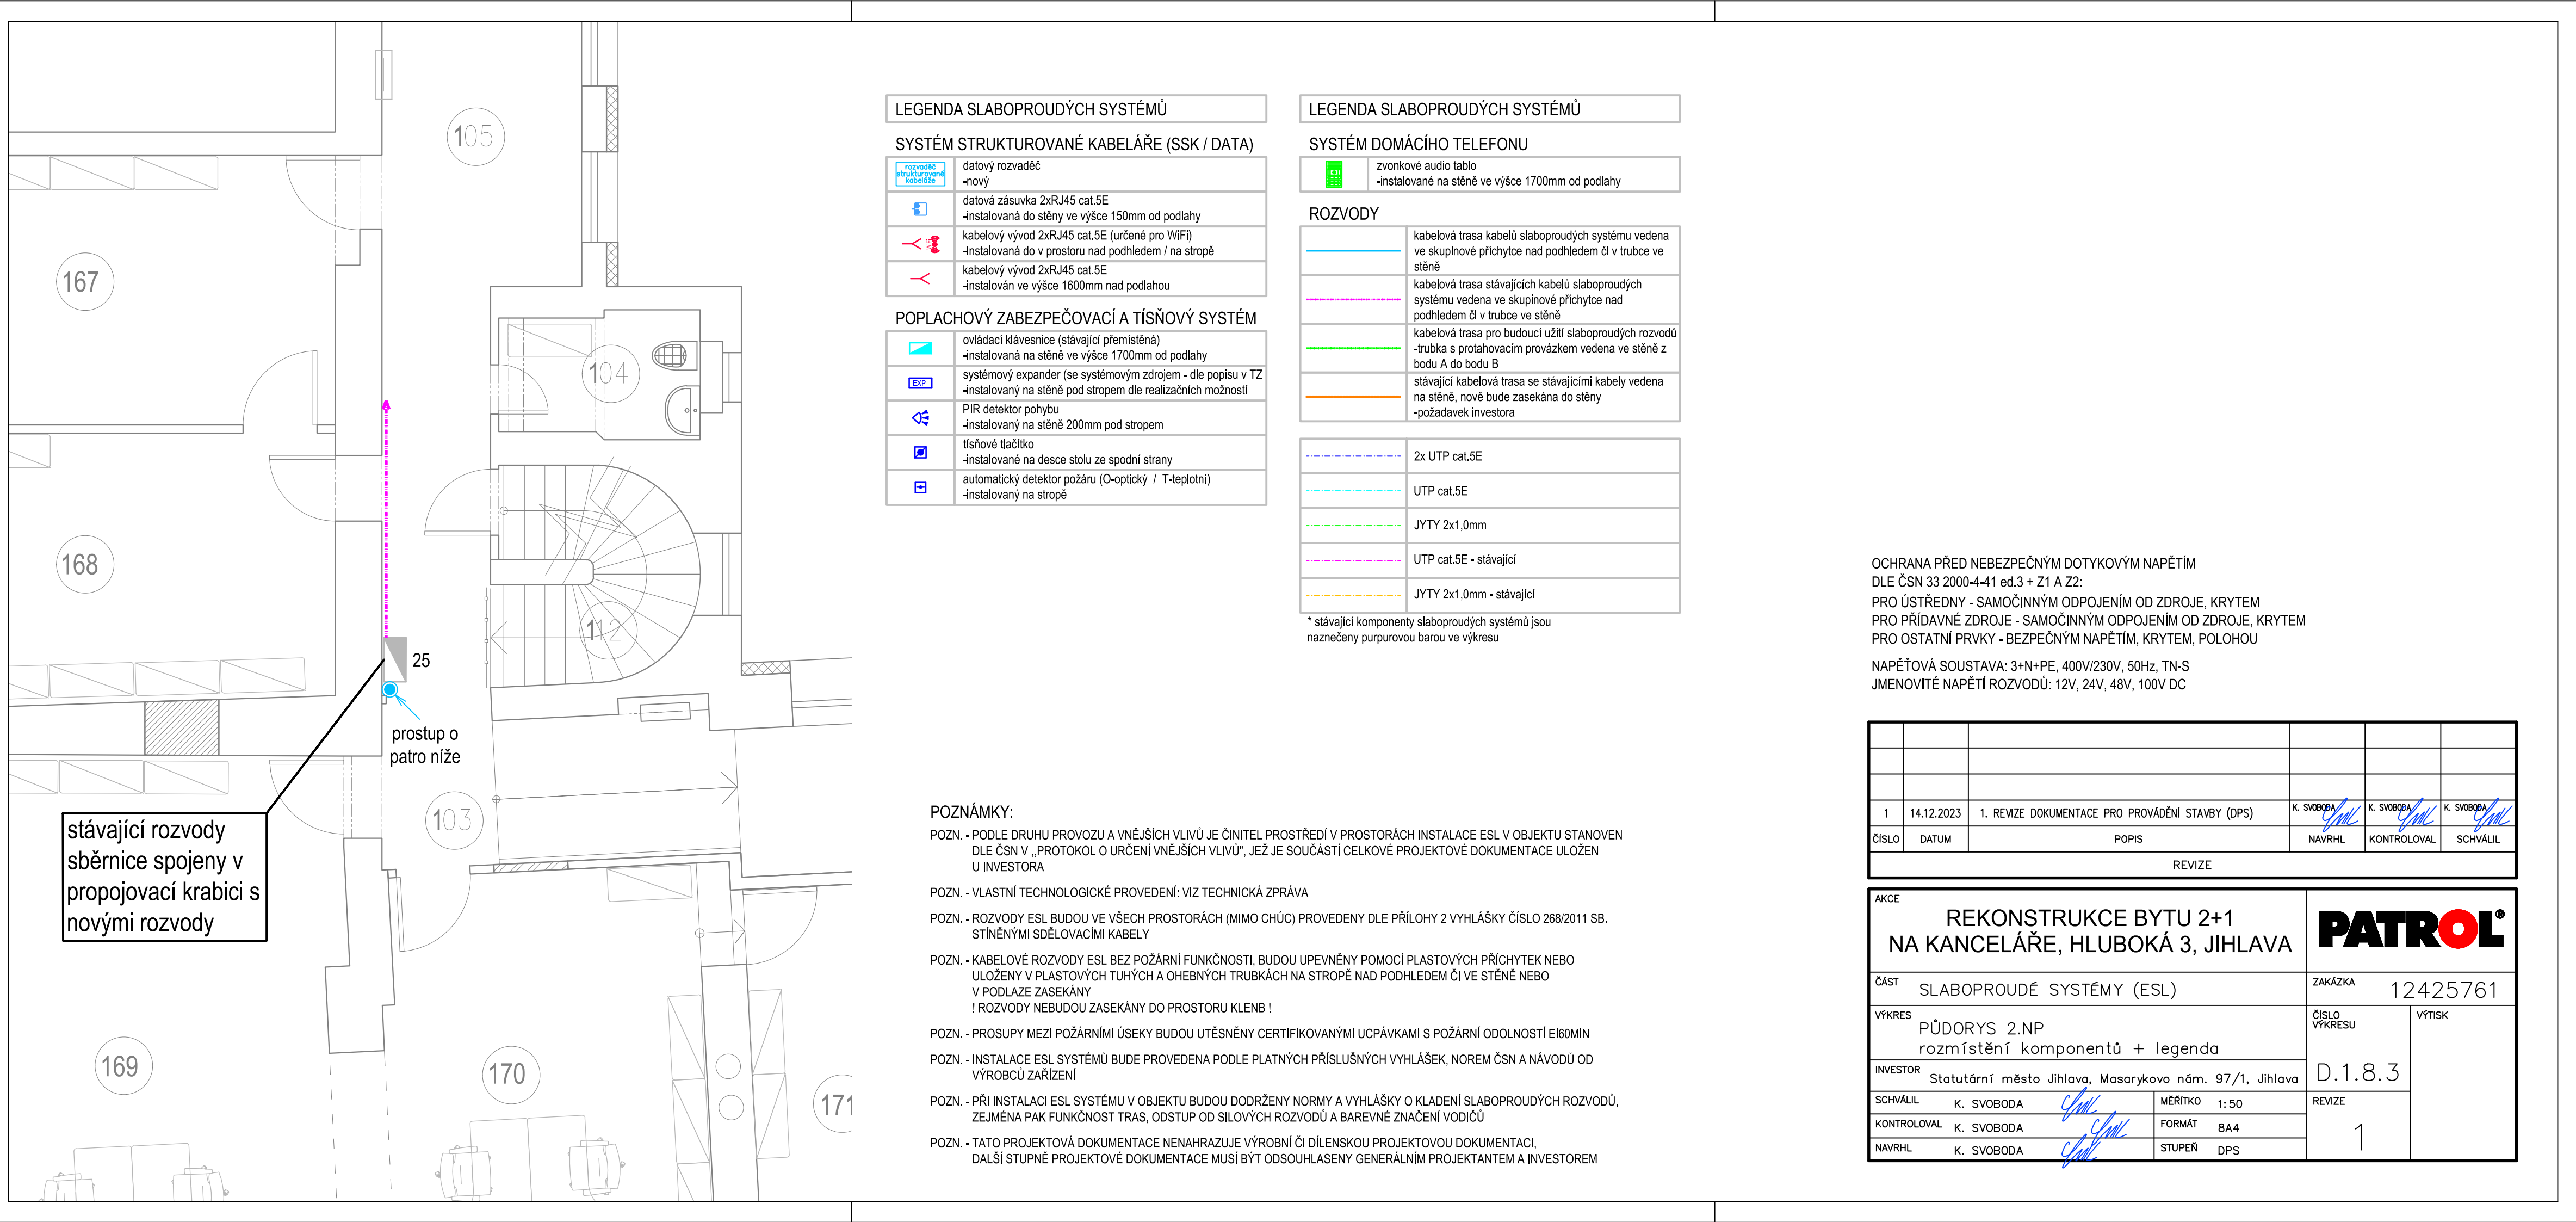 105
167
104
168
112
25
prostup o
patro níže
103
stávající rozvody
sběrnice spojeny v
propojovací krabici s
novými rozvody
169
170
171
LEGENDA SLABOPROUDÝCH SYSTÉMŮ
SYSTÉM STRUKTUROVANÉ KABELÁŘE (SSK / DATA)
rozvaděč
strukturované
kabeláže
datový rozvaděč
-nový
datová zásuvka 2xRJ45 cat.5E
-instalovaná do stěny ve výšce 150mm od podlahy
kabelový vývod 2xRJ45 cat.5E (určené pro WiFi)
-instalovaná do v prostoru nad podhledem / na stropě
kabelový vývod 2xRJ45 cat.5E
-instalován ve výšce 1600mm nad podlahou
POPLACHOVÝ ZABEZPEČOVACÍ A TÍSŇOVÝ SYSTÉM
ovládací klávesnice (stávající přemístěná)
-instalovaná na stěně ve výšce 1700mm od podlahy
EXP
systémový expander (se systémovým zdrojem - dle popisu v TZ
-instalovaný na stěně pod stropem dle realizačních možností
PIR detektor pohybu
-instalovaný na stěně 200mm pod stropem
tísňové tlačítko
-instalované na desce stolu ze spodní strany
automatický detektor požáru (O-optický / T-teplotní)
-instalovaný na stropě
LEGENDA SLABOPROUDÝCH SYSTÉMŮ
SYSTÉM DOMÁCÍHO TELEFONU
zvonkové audio tablo
-instalované na stěně ve výšce 1700mm od podlahy
ROZVODY
kabelová trasa kabelů slaboproudých systému vedena
ve skupinové příchytce nad podhledem či v trubce ve
stěně
kabelová trasa stávajících kabelů slaboproudých
systému vedena ve skupinové příchytce nad
podhledem či v trubce ve stěně
kabelová trasa pro budoucí užití slaboproudých rozvodů
-trubka s protahovacím provázkem vedena ve stěně z
bodu A do bodu B
stávající kabelová trasa se stávajícími kabely vedena
na stěně, nově bude zasekána do stěny
-požadavek investora
2x UTP cat.5E
UTP cat.5E
JYTY 2x1,0mm
UTP cat.5E - stávající
JYTY 2x1,0mm - stávající
* stávající komponenty slaboproudých systémů jsou
naznečeny purpurovou barou ve výkresu
POZNÁMKY:
POZN. - PODLE DRUHU PROVOZU A VNĚJŠÍCH VLIVŮ JE ČINITEL PROSTŘEDÍ V PROSTORÁCH INSTALACE ESL V OBJEKTU STANOVEN
DLE ČSN V ,,PROTOKOL O URČENÍ VNĚJŠÍCH VLIVŮ", JEŽ JE SOUČÁSTÍ CELKOVÉ PROJEKTOVÉ DOKUMENTACE ULOŽEN
U INVESTORA
POZN. - VLASTNÍ TECHNOLOGICKÉ PROVEDENÍ: VIZ TECHNICKÁ ZPRÁVA
POZN. - ROZVODY ESL BUDOU VE VŠECH PROSTORÁCH (MIMO CHÚC) PROVEDENY DLE PŘÍLOHY 2 VYHLÁŠKY ČÍSLO 268/2011 SB.
STÍNĚNÝMI SDĚLOVACÍMI KABELY
POZN. - KABELOVÉ ROZVODY ESL BEZ POŽÁRNÍ FUNKČNOSTI, BUDOU UPEVNĚNY POMOCÍ PLASTOVÝCH PŘÍCHYTEK NEBO
ULOŽENY V PLASTOVÝCH TUHÝCH A OHEBNÝCH TRUBKÁCH NA STROPĚ NAD PODHLEDEM ČI VE STĚNĚ NEBO
V PODLAZE ZASEKÁNY
! ROZVODY NEBUDOU ZASEKÁNY DO PROSTORU KLENB !
POZN. - PROSUPY MEZI POŽÁRNÍMI ÚSEKY BUDOU UTĚSNĚNY CERTIFIKOVANÝMI UCPÁVKAMI S POŽÁRNÍ ODOLNOSTÍ EI60MIN
POZN. - INSTALACE ESL SYSTÉMŮ BUDE PROVEDENA PODLE PLATNÝCH PŘÍSLUŠNÝCH VYHLÁŠEK, NOREM ČSN A NÁVODŮ OD
VÝROBCŮ ZAŘÍZENÍ
POZN. - PŘI INSTALACI ESL SYSTÉMU V OBJEKTU BUDOU DODRŽENY NORMY A VYHLÁŠKY O KLADENÍ SLABOPROUDÝCH ROZVODŮ,
ZEJMÉNA PAK FUNKČNOST TRAS, ODSTUP OD SILOVÝCH ROZVODŮ A BAREVNÉ ZNAČENÍ VODIČŮ
POZN. - TATO PROJEKTOVÁ DOKUMENTACE NENAHRAZUJE VÝROBNÍ ČI DÍLENSKOU PROJEKTOVOU DOKUMENTACI,
DALŠÍ STUPNĚ PROJEKTOVÉ DOKUMENTACE MUSÍ BÝT ODSOUHLASENY GENERÁLNÍM PROJEKTANTEM A INVESTOREM
OCHRANA PŘED NEBEZPEČNÝM DOTYKOVÝM NAPĚTÍM
DLE ČSN 33 2000-4-41 ed.3 + Z1 A Z2:
PRO ÚSTŘEDNY - SAMOČINNÝM ODPOJENÍM OD ZDROJE, KRYTEM
PRO PŘÍDAVNÉ ZDROJE - SAMOČINNÝM ODPOJENÍM OD ZDROJE, KRYTEM
PRO OSTATNÍ PRVKY - BEZPEČNÝM NAPĚTÍM, KRYTEM, POLOHOU
NAPĚŤOVÁ SOUSTAVA: 3+N+PE, 400V/230V, 50Hz, TN-S
JMENOVITÉ NAPĚTÍ ROZVODŮ: 12V, 24V, 48V, 100V DC
1 14.12.2023 1. REVIZE DOKUMENTACE PRO PROVÁDĚNÍ STAVBY (DPS) K. SVOBODA K. SVOBODA K. SVOBODA
ČÍSLO DATUM POPIS NAVRHL KONTROLOVAL SCHVÁLIL
REVIZE
AKCE
REKONSTRUKCE BYTU 2+1
NA KANCELÁŘE, HLUBOKÁ 3, JIHLAVA
PATROL®
ČÁST SLABOPROUDÉ SYSTÉMY (ESL)
ZAKÁZKA 12425761
VÝKRES
PŮDORYS 2.NP
rozmístění komponentů + legenda
ČÍSLO
VÝKRESU
D.1.8.3
VÝTISK
INVESTOR Statutární město Jihlava, Masarykovo nám. 97/1, Jihlava
SCHVÁLIL K. SVOBODA MĚŘÍTKO 1:50
KONTROLOVAL K. SVOBODA FORMÁT 8A4
NAVRHL K. SVOBODA STUPEŇ DPS
REVIZE
1